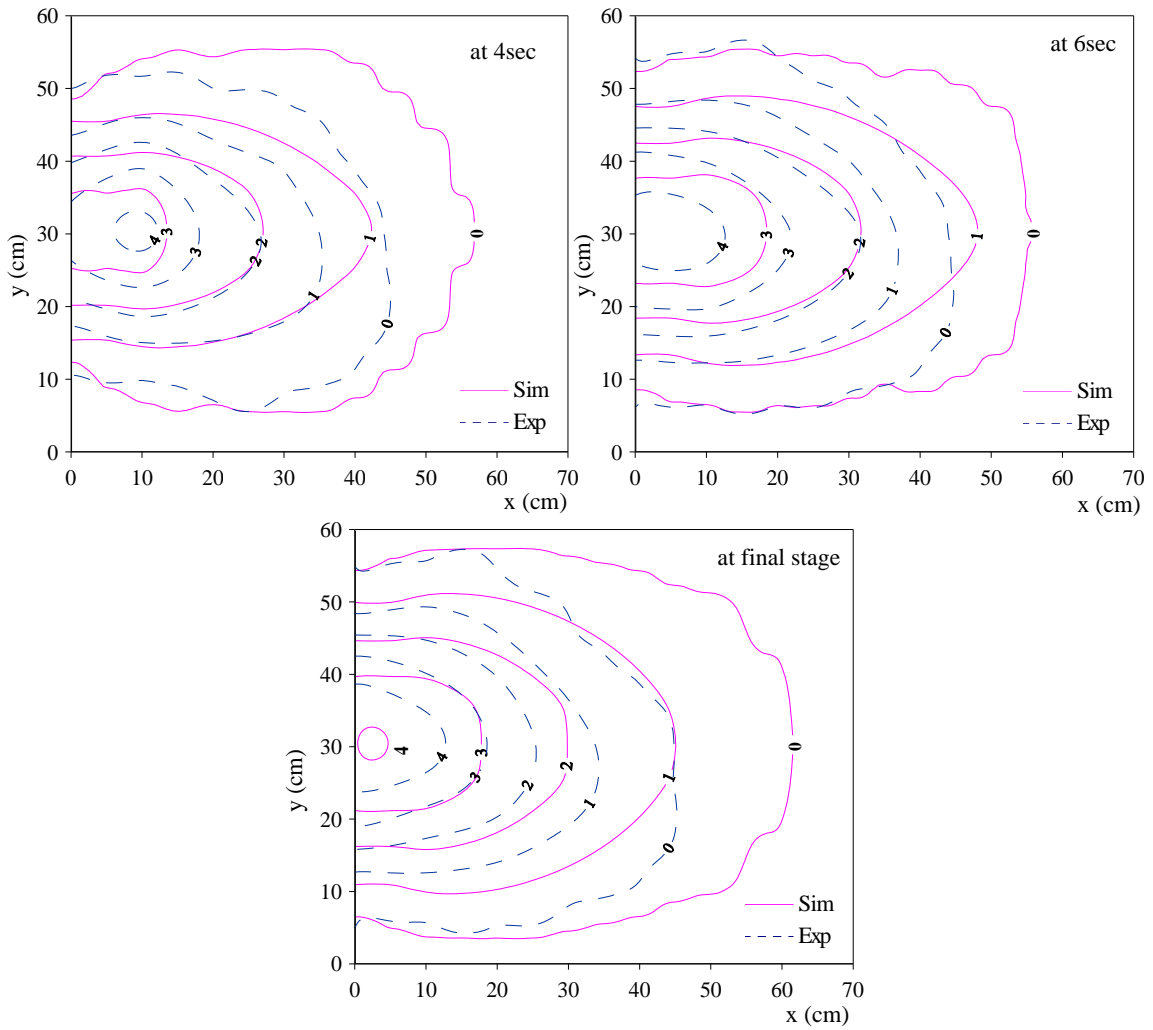 60
at 4sec
50
40
y (cm)
30
4 3 3 2 2 1 1 0 0
20
10
Sim
Exp
0
0 10 20 30 40 50 60 70
x (cm)
60
at 6sec
50
40
y (cm)
30
4 3 3 2 2 1 1 0 0
20
10
Sim
Exp
0
0 10 20 30 40 50 60 70
x (cm)
60
at final stage
50
40
y (cm)
30
4 4 3 3 2 2 1 1 0 0
20
10
Sim
Exp
0
0 10 20 30 40 50 60 70
x (cm)